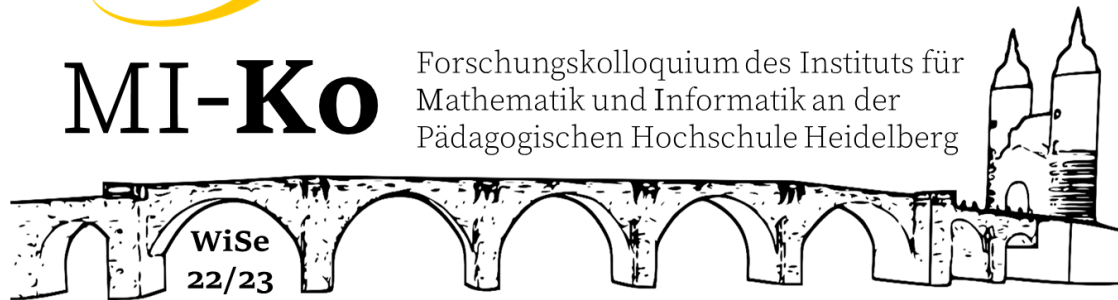 MI-Ko
Forschungskolloquium des Instituts für
Mathematik und Informatik an der
Pädagogischen Hochschule Heidelberg
WiSe
22/23